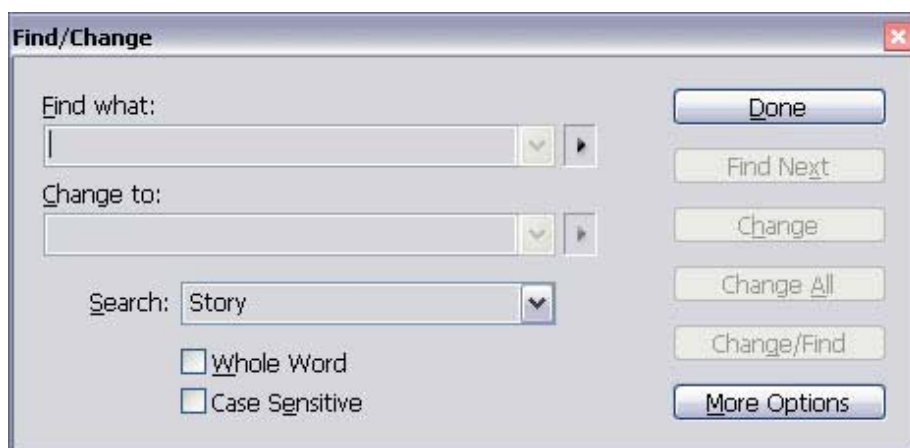 Find/Change
Find what:
Change to:
Search: Story
Whole Word
Case Sensitive
Done
Find Next
Change
Change All
Change/Find
More Options